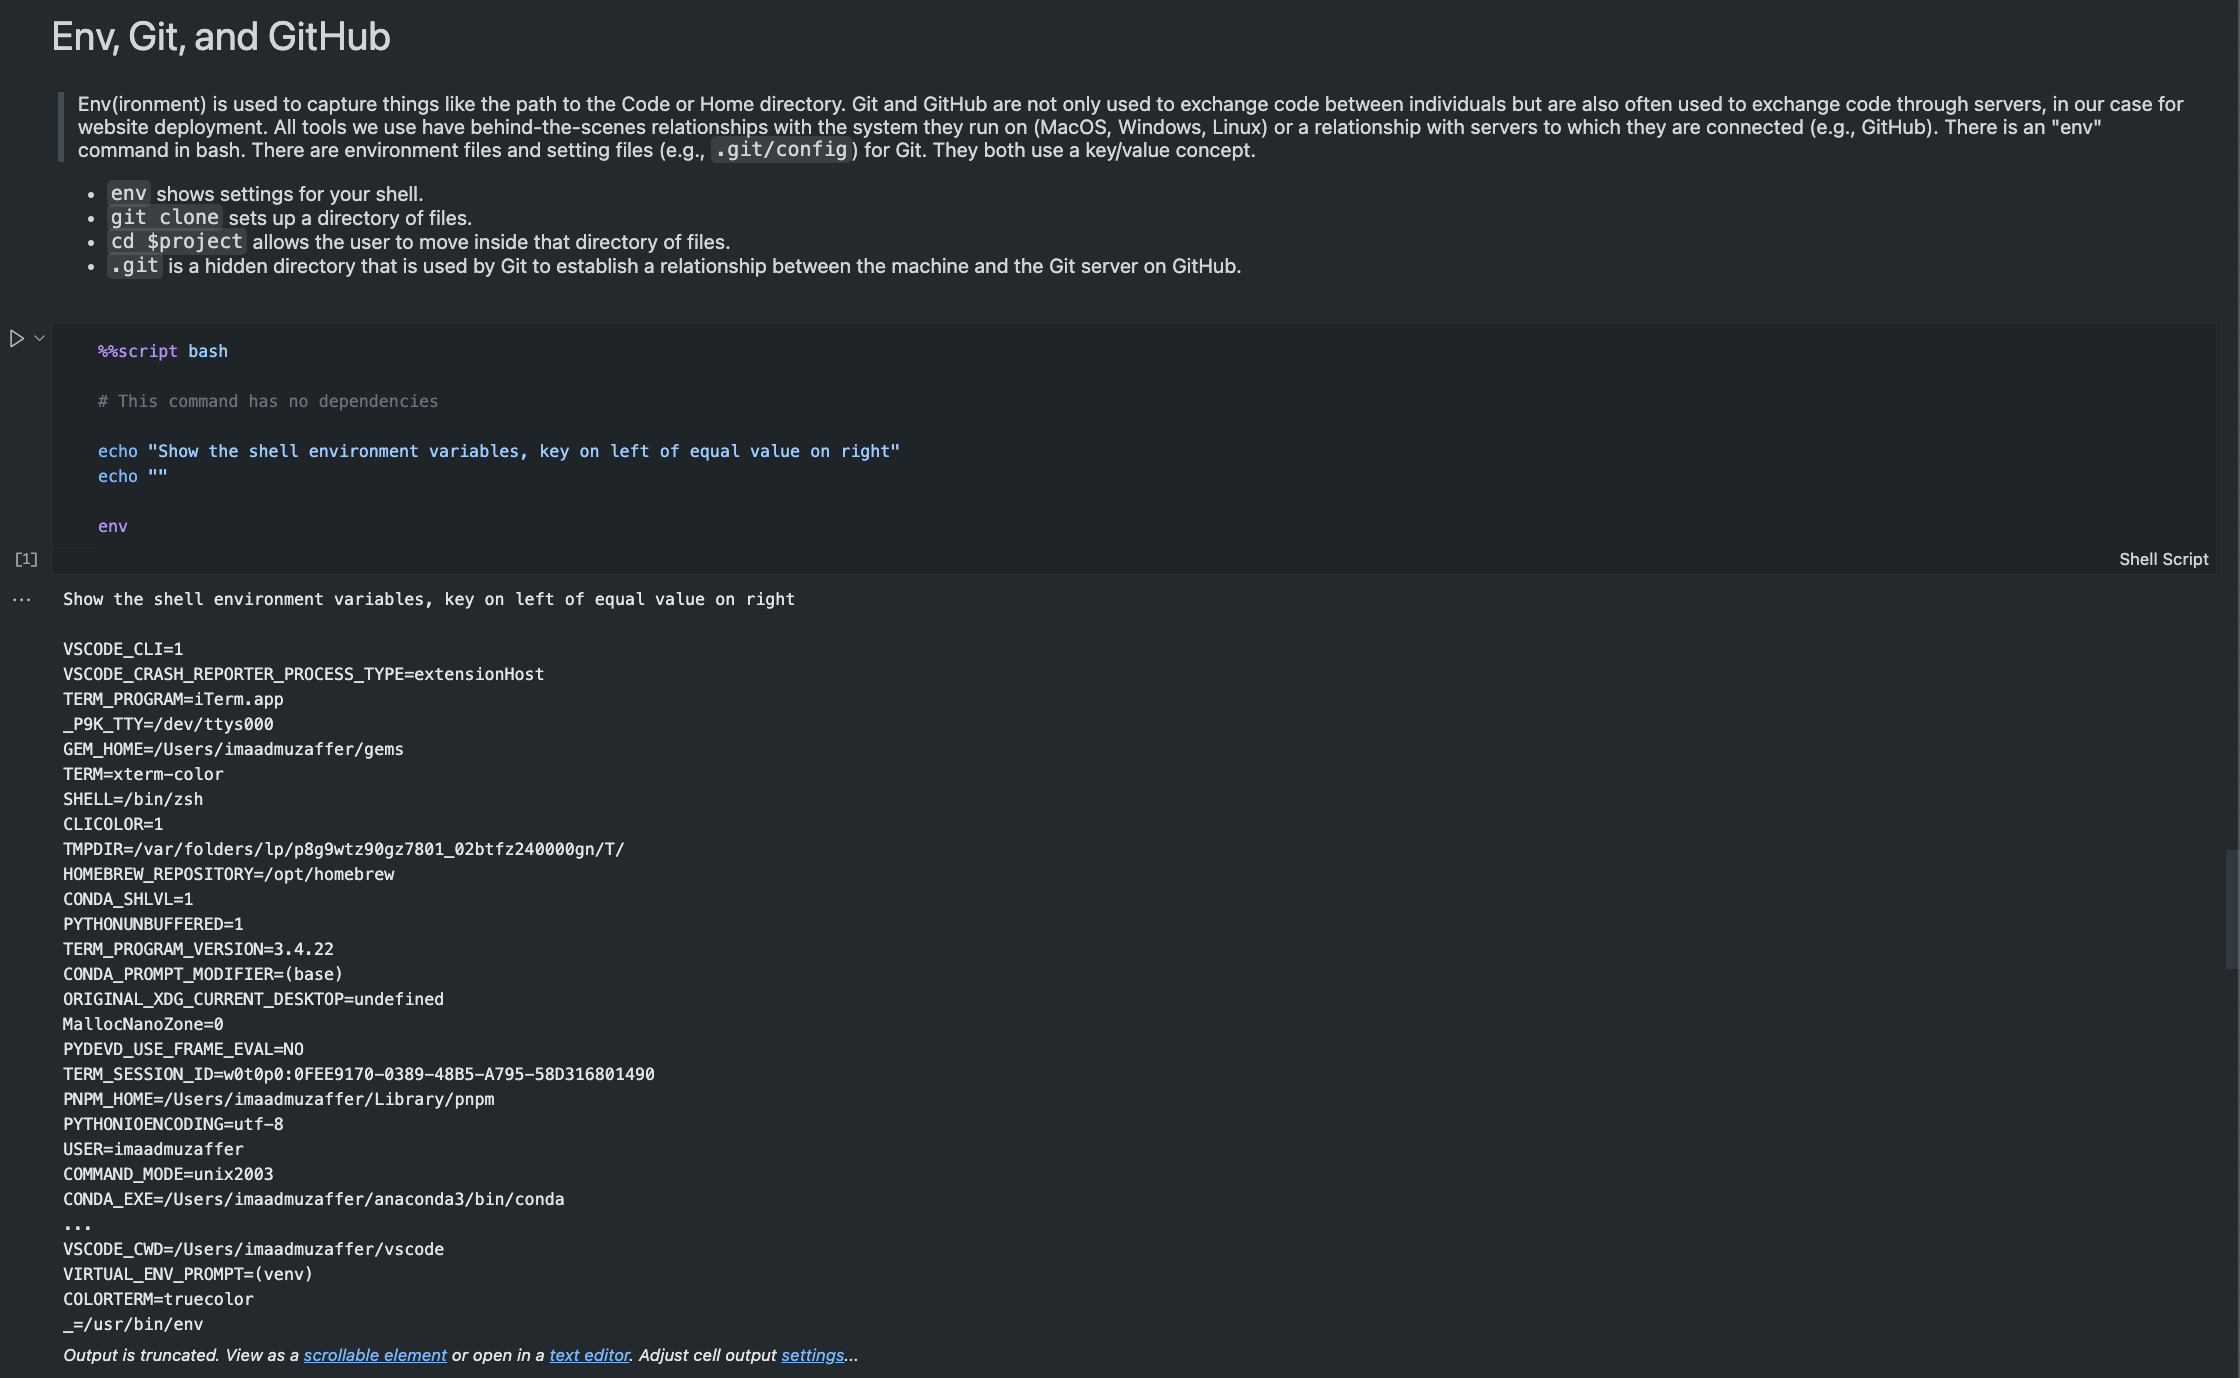 Env, Git, and GitHub
Env(ironment) is used to capture things like the path to the Code or Home directory. Git and GitHub are not only used to exchange code between individuals but are also often used to exchange code through servers, in our case for
website deployment. All tools we use have behind-the-scenes relationships with the system they run on (MacOS, Windows, Linux) or a relationship with servers to which they are connected (e.g., GitHub). There is an "env"
command in bash. There are environment files and setting files (e.g., .git/config) for Git. They both use a key/value concept.
• env shows settings for your shell.
• git clone sets up a directory of files.
• cd $project allows the user to move inside that directory of files.
• .git is a hidden directory that is used by Git to establish a relationship between the machine and the Git server on GitHub.
%%script bash
# This command has no dependencies
echo "Show the shell environment variables, key on left of equal value on right"
echo ""
env
[1]
Shell Script
...
Show the shell environment variables, key on left of equal value on right
VSCODE_CLI=1
VSCODE_CRASH_REPORTER_PROCESS_TYPE=extensionHost
TERM_PROGRAM=iTerm.app
_P9K_TTY=/dev/ttys000
GEM_HOME=/Users/imaadmuzaffer/gems
TERM=xterm-color
SHELL=/bin/zsh
CLICOLOR=1
TMPDIR=/var/folders/lp/p8g9wtz90gz7801_02btfz240000gn/T/
HOMEBREW_REPOSITORY=/opt/homebrew
CONDA_SHLVL=1
PYTHONUNBUFFERED=1
TERM_PROGRAM_VERSION=3.4.22
CONDA_PROMPT_MODIFIER=(base)
ORIGINAL_XDG_CURRENT_DESKTOP=undefined
MallocNanoZone=0
PYDEVD_USE_FRAME_EVAL=NO
TERM_SESSION_ID=w0t0p0:0FEE9170-0389-48B5-A795-58D316801490
PNPM_HOME=/Users/imaadmuzaffer/Library/pnpm
PYTHONIOENCODING=utf-8
USER=imaadmuzaffer
COMMAND_MODE=unix2003
CONDA_EXE=/Users/imaadmuzaffer/anaconda3/bin/conda
...
VSCODE_CWD=/Users/imaadmuzaffer/vscode
VIRTUAL_ENV_PROMPT=(venv)
COLORTERM=truecolor
_=/usr/bin/env
Output is truncated. View as a scrollable element or open in a text editor. Adjust cell output settings...